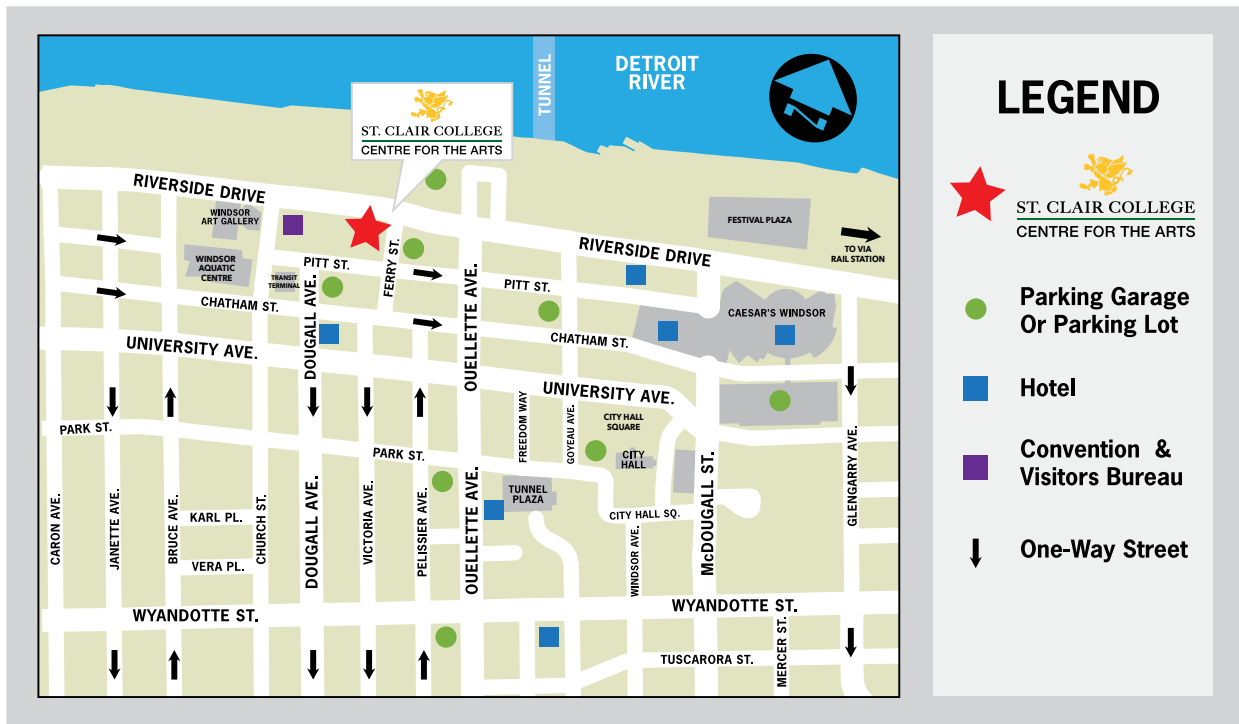 TUNNEL
DETROIT
RIVER
ST. CLAIR COLLEGE
CENTRE FOR THE ARTS
RIVERSIDE DRIVE
WINDSOR
ART GALLERY
FESTIVAL PLAZA
TO VIA
RAIL STATION
RIVERSIDE DRIVE
WINDSOR
AQUATIC
CENTRE
TRANSIT
TERMINAL
PITT ST.
FERRY ST.
PITT ST.
CHATHAM ST.
DOUGALL AVE.
OUELLETTE AVE.
CAESAR'S WINDSOR
CHATHAM ST.
UNIVERSITY AVE.
UNIVERSITY AVE.
FREEDOM WAY
GOYEAU AVE.
CITY HALL
SQUARE
CITY
HALL
PARK ST.
PARK ST.
TUNNEL
PLAZA
CITY HALL SQ.
CARON AVE.
JANETTE AVE.
BRUCE AVE.
KARL PL.
VERA PL.
CHURCH ST.
DOUGALL AVE.
VICTORIA AVE.
PELISSIER AVE.
OUELLETTE AVE.
WINDSOR AVE.
McDOUGALL ST.
GLENGARRY AVE.
WYANDOTTE ST.
WYANDOTTE ST.
MERCER ST.
TUSCARORA ST.
LEGEND
ST. CLAIR COLLEGE
CENTRE FOR THE ARTS
Parking Garage
Or Parking Lot
Hotel
Convention &
Visitors Bureau
One-Way Street